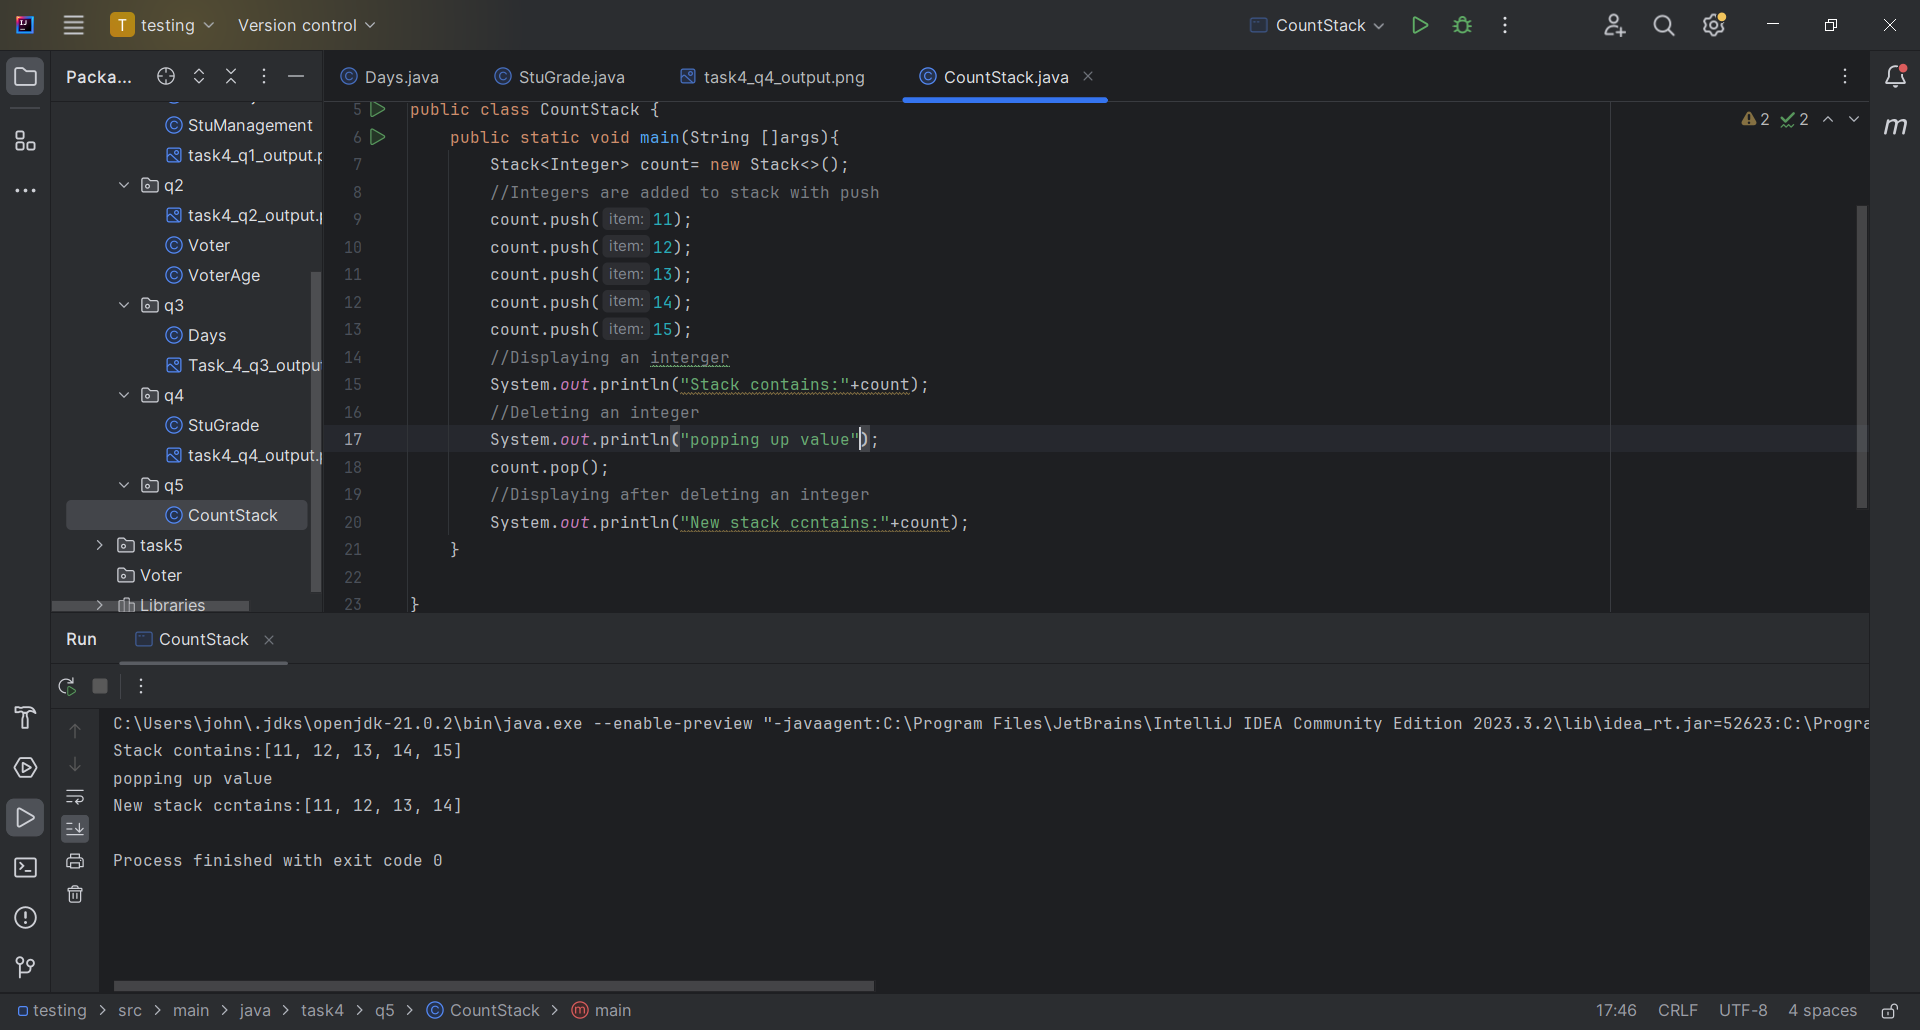 T testing Version control CountStack
Packa... Days.java StuGrade.java task4_q4_output.png CountStack.java
StuManagement
task4_q1_output.p
q2
task4_q2_output.p
Voter
VoterAge
q3
Days
Task_4_q3_outpu
q4
StuGrade
task4_q4_output.p
q5
CountStack
task5
Voter
Libraries
2 2
5 public class CountStack {
6 public static void main(String []args){
7 Stack<Integer> count= new Stack<>();
8 //Integers are added to stack with push
9 count.push( item: 11);
10 count.push( item: 12);
11 count.push( item: 13);
12 count.push( item: 14);
13 count.push( item: 15);
14 //Displaying an interger
15 System.out.println("Stack contains:"+count);
16 //Deleting an integer
17 System.out.println("popping up value");
18 count.pop();
19 //Displaying after deleting an integer
20 System.out.println("New stack ccntains:"+count);
21 }
22
23 }
m
Run CountStack
C:\Users\john\.jdks\openjdk-21.0.2\bin\java.exe --enable-preview "-javaagent:C:\Program Files\JetBrains\IntelliJ IDEA Community Edition 2023.3.2\lib\idea_rt.jar=52623:C:\Progra
Stack contains:[11, 12, 13, 14, 15]
popping up value
New stack ccntains:[11, 12, 13, 14]
Process finished with exit code 0
testing > src > main > java > task4 > q5 > CountStack > main 17:46 CRLF UTF-8 4 spaces